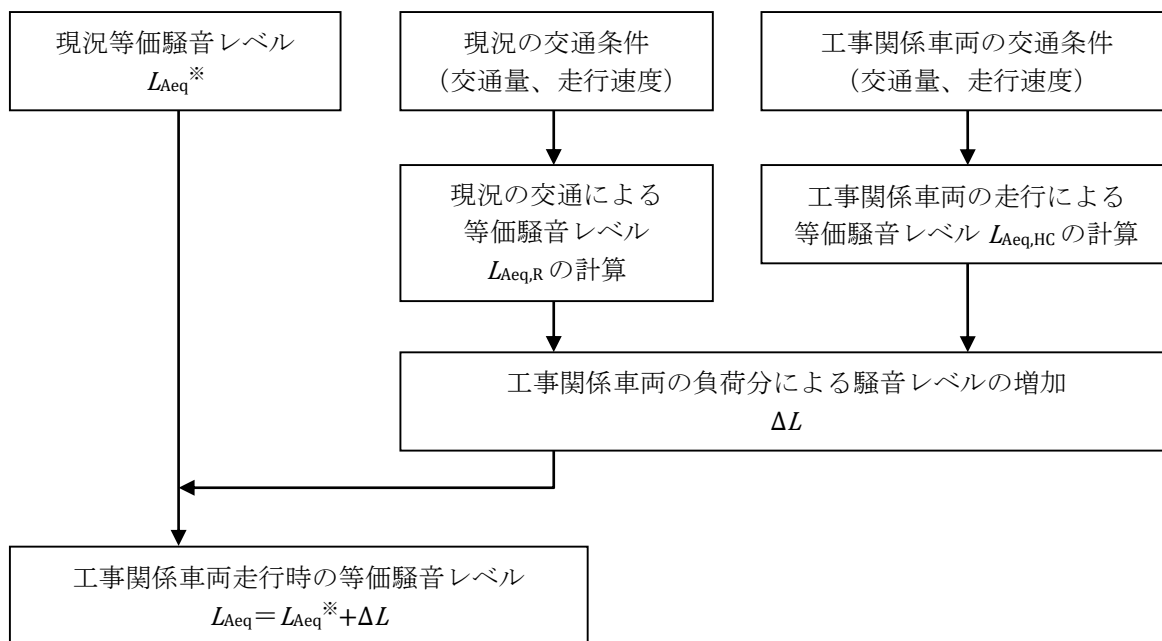 現況等価騒音レベル
LAeq※
現況の交通条件
（交通量、走行速度）
工事関係車両の交通条件
（交通量、走行速度）
現況の交通による
等価騒音レベル
LAeq,R の計算
工事関係車両の走行による
等価騒音レベル LAeq,HC の計算
工事関係車両の負荷分による騒音レベルの増加
ΔL
工事関係車両走行時の等価騒音レベル
LAeq＝LAeq※+ΔL